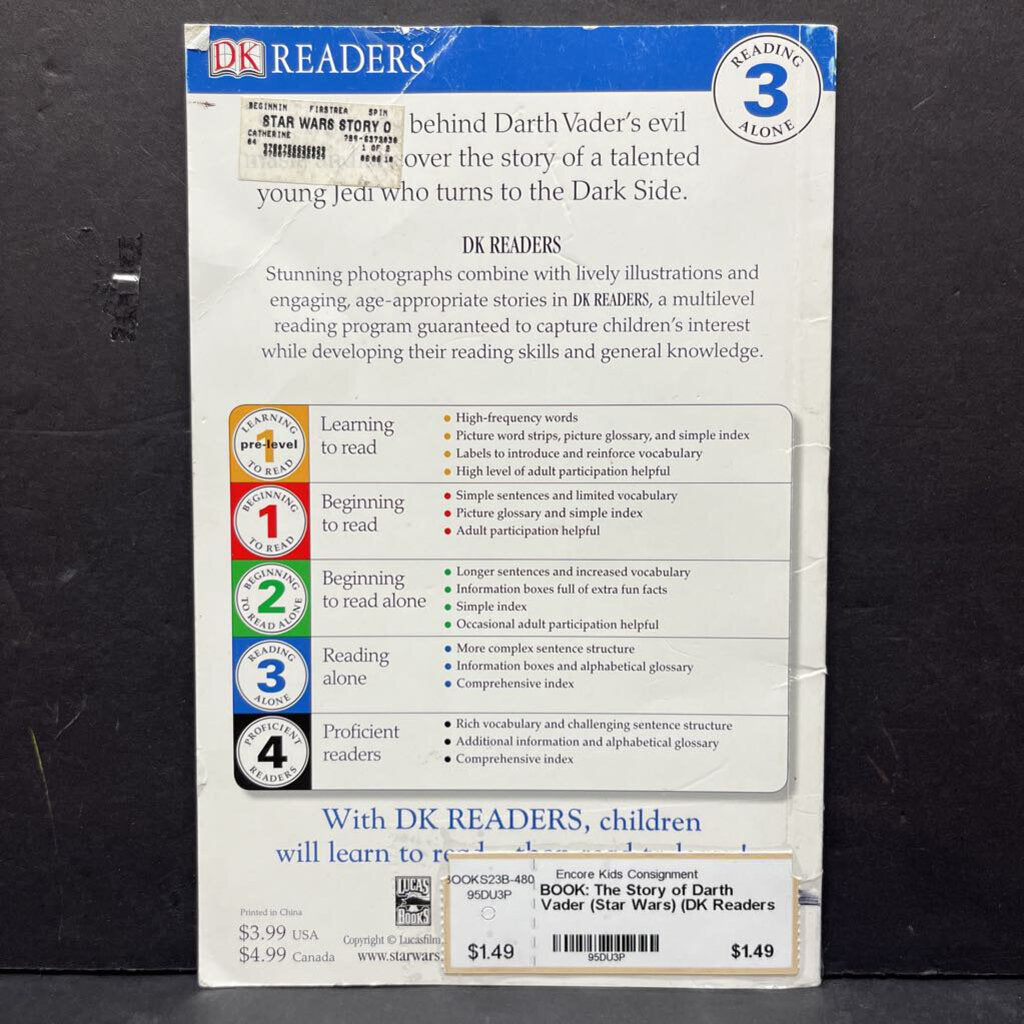 DK READERS
READING
3
ALONE
BEGINNIN FIRSTREA SPIN
STAR WARS STORY O
CATHERINE
04
1 OF 2
behind Darth Vader's evil
over the story of a talented
young Jedi who turns to the Dark Side.
DK READERS
Stunning photographs combine with lively illustrations and
engaging, age-appropriate stories in DK READERS, a multilevel
reading program guaranteed to capture children's interest
while developing their reading skills and general knowledge.
LEARNING
pre-level 1
TO READ
Learning
to read
• High-frequency words
• Picture word strips, picture glossary, and simple index
• Labels to introduce and reinforce vocabulary
• High level of adult participation helpful
BEGINNING
1
TO READ
Beginning
to read
• Simple sentences and limited vocabulary
• Picture glossary and simple index
• Adult participation helpful
BEGINNING
2
TO READ ALONE
Beginning
to read alone
• Longer sentences and increased vocabulary
• Information boxes full of extra fun facts
• Simple index
• Occasional adult participation helpful
READING
3
ALONE
Reading
alone
• More complex sentence structure
• Information boxes and alphabetical glossary
• Comprehensive index
PROFICIENT
4
READERS
Proficient
readers
• Rich vocabulary and challenging sentence structure
• Additional information and alphabetical glossary
• Comprehensive index
With DK READERS, children
will learn to
LUCAS
BOOKS
Printed in China
$3.99 USA
$4.99 Canada
Copyright © Lucasfilm
www.starwars
BOOKS23B-480
95DU3P
$1.49
Encore Kids Consignment
BOOK: The Story of Darth
Vader (Star Wars) (DK Readers
95DU3P
$1.49